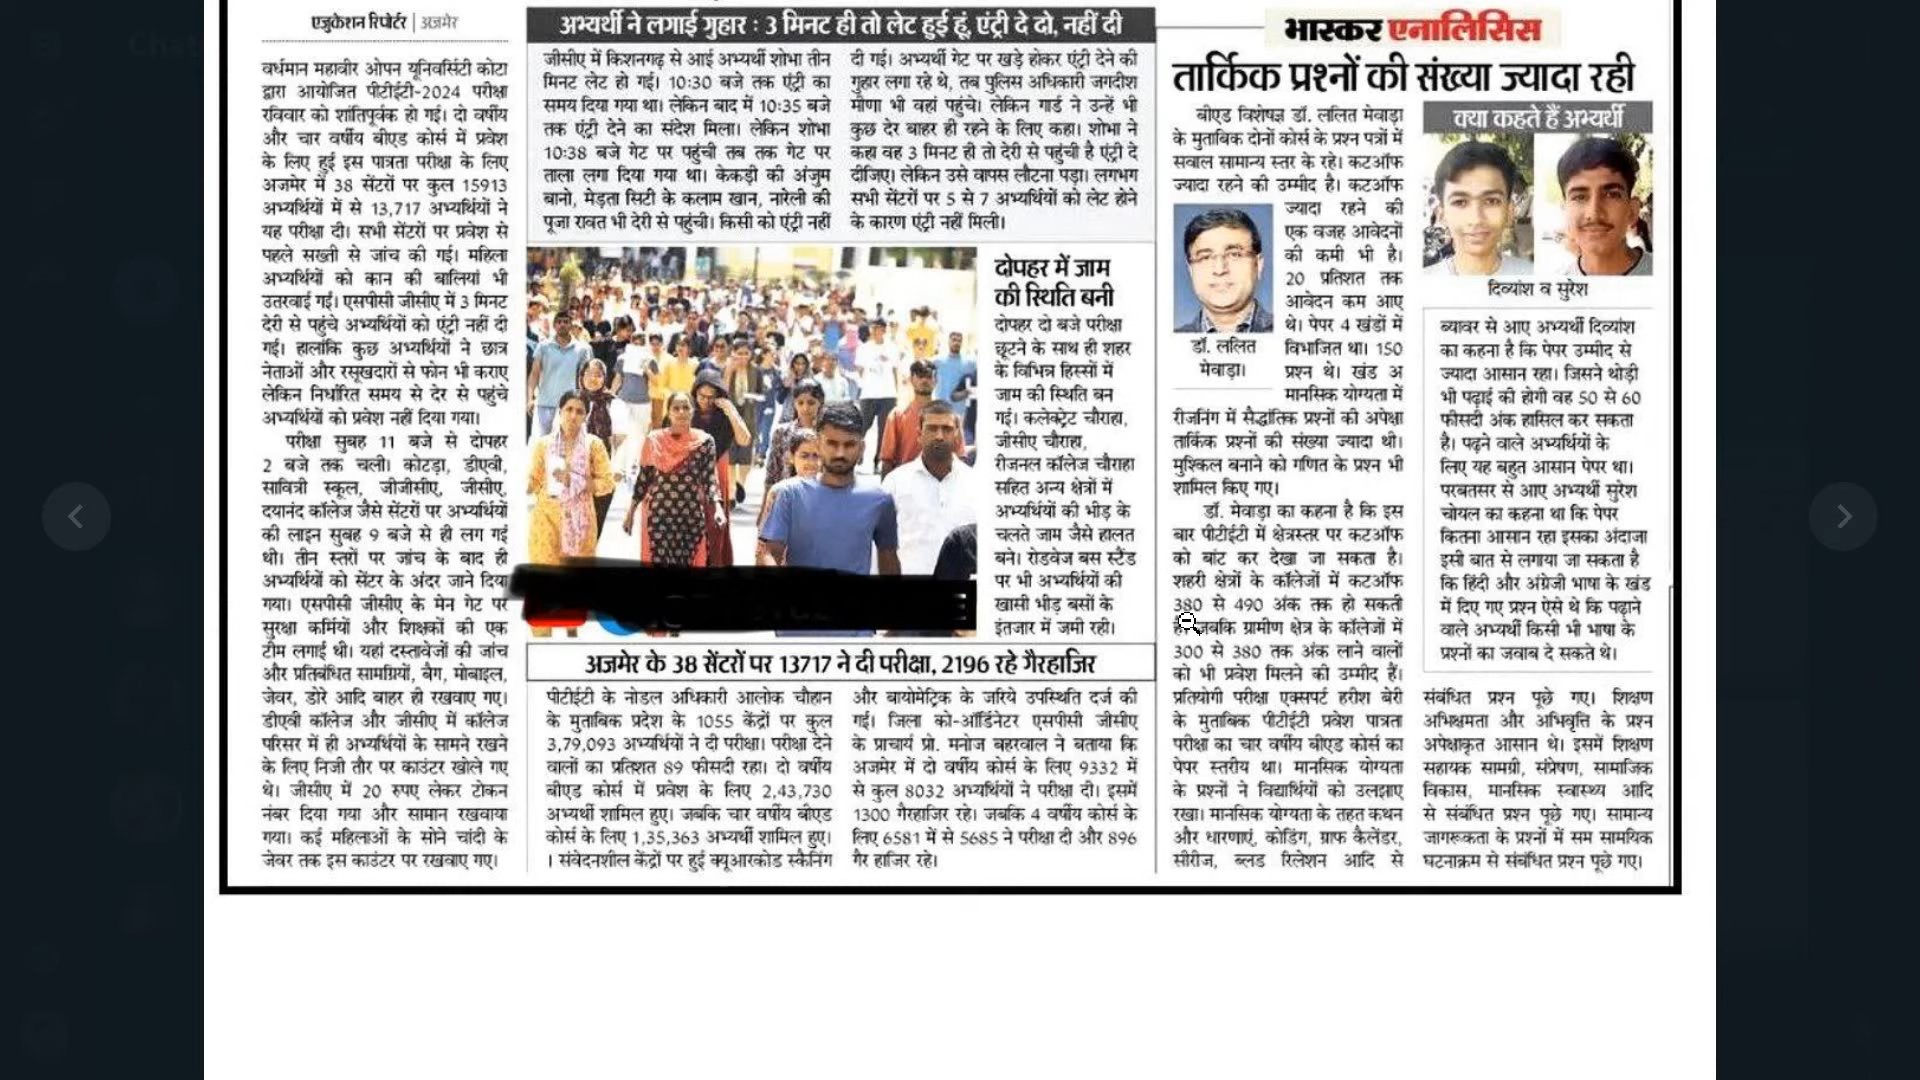 एजुकेशन रिपोर्टर | अजमेर
वर्धमान महावीर ओपन यूनिवर्सिटी कोटा
द्वारा आयोजित पीटीईटी-2024 परीक्षा
रविवार को शांतिपूर्वक हो गई। दो वर्षीय
और चार वर्षीय बीएड कोर्स में प्रवेश
के लिए हुई इस पात्रता परीक्षा के लिए
अजमेर में 38 सेंटरों पर कुल 15913
अभ्यर्थियों में से 13,717 अभ्यर्थियों ने
यह परीक्षा दी। सभी सेंटरों पर प्रवेश से
पहले सख्ती से जांच की गई। महिला
अभ्यर्थियों को कान की बालियां भी
उतरवाई गईं। एसपीसी जीसीए में 3 मिनट
देरी से पहुंचे अभ्यर्थियों को एंट्री नहीं दी
गई। हालांकि कुछ अभ्यर्थियों ने छात्र
नेताओं और रसूखदारों से फोन भी कराए
लेकिन निर्धारित समय से देर से पहुंचे
अभ्यर्थियों को प्रवेश नहीं दिया गया।
परीक्षा सुबह 11 बजे से दोपहर
2 बजे तक चली। कोटड़ा, डीएवी,
सावित्री स्कूल, जीजीसीए, जीसीए,
दयानंद कॉलेज जैसे सेंटरों पर अभ्यर्थियों
की लाइन सुबह 9 बजे से ही लग गई
थी। तीन स्तरों पर जांच के बाद ही
अभ्यर्थियों को सेंटर के अंदर जाने दिया
गया। एसपीसी जीसीए के मेन गेट पर
सुरक्षा कर्मियों और शिक्षकों की एक
टीम लगाई थी। यहां दस्तावेजों की जांच
और प्रतिबंधित सामग्रियों, बैग, मोबाइल,
जेवर, डोरे आदि बाहर ही रखवाए गए।
डीएवी कॉलेज और जीसीए में कॉलेज
परिसर में ही अभ्यर्थियों के सामने रखने
के लिए निजी तौर पर काउंटर खोले गए
थे। जीसीए में 20 रुपए लेकर टोकन
नंबर दिया गया और सामान रखवाया
गया। कई महिलाओं के सोने चांदी के
जेवर तक इस काउंटर पर रखवाए गए।
अभ्यर्थी ने लगाई गुहार : 3 मिनट ही तो लेट हुई हूं, एंट्री दे दो, नहीं दी
जीसीए में किशनगढ़ से आई अभ्यर्थी शोभा तीन
मिनट लेट हो गई। 10:30 बजे तक एंट्री का
समय दिया गया था। लेकिन बाद में 10:35 बजे
तक एंट्री देने का संदेश मिला। लेकिन शोभा
10:38 बजे गेट पर पहुंची तब तक गेट पर
ताला लगा दिया गया था। केकड़ी की अंजुम
बानो, मेड़ता सिटी के कलाम खान, नारेली की
पूजा रावत भी देरी से पहुंची। किसी को एंट्री नहीं
दी गई। अभ्यर्थी गेट पर खड़े होकर एंट्री देने की
गुहार लगा रहे थे, तब पुलिस अधिकारी जगदीश
मीणा भी वहां पहुंचे। लेकिन गार्ड ने उन्हें भी
कुछ देर बाहर ही रहने के लिए कहा। शोभा ने
कहा वह 3 मिनट ही तो देरी से पहुंची है एंट्री दे
दीजिए। लेकिन उसे वापस लौटना पड़ा। लगभग
सभी सेंटरों पर 5 से 7 अभ्यर्थियों को लेट होने
के कारण एंट्री नहीं मिली।
दोपहर में जाम
की स्थिति बनी
दोपहर दो बजे परीक्षा
छूटने के साथ ही शहर
के विभिन्न हिस्सों में
जाम की स्थिति बन
गई। कलेक्ट्रेट चौराहा,
जीसीए चौराहा,
रीजनल कॉलेज चौराहा
सहित अन्य क्षेत्रों में
अभ्यर्थियों की भीड़ के
चलते जाम जैसे हालत
बने। रोडवेज बस स्टैंड
पर भी अभ्यर्थियों की
खासी भीड़ बसों के
इंतजार में जमी रही।
अजमेर के 38 सेंटरों पर 13717 ने दी परीक्षा, 2196 रहे गैरहाजिर
पीटीईटी के नोडल अधिकारी आलोक चौहान
के मुताबिक प्रदेश के 1055 केंद्रों पर कुल
3,79,093 अभ्यर्थियों ने दी परीक्षा। परीक्षा देने
वालों का प्रतिशत 89 फीसदी रहा। दो वर्षीय
बीएड कोर्स में प्रवेश के लिए 2,43,730
अभ्यर्थी शामिल हुए। जबकि चार वर्षीय बीएड
कोर्स के लिए 1,35,363 अभ्यर्थी शामिल हुए।
। संवेदनशील केंद्रों पर हुई क्यूआरकोड स्कैनिंग
और बायोमेट्रिक के जरिये उपस्थिति दर्ज की
गई। जिला को-ऑर्डिनेटर एसपीसी जीसीए
के प्राचार्य प्रो. मनोज बहरवाल ने बताया कि
अजमेर में दो वर्षीय कोर्स के लिए 9332 में
से कुल 8032 अभ्यर्थियों ने परीक्षा दी। इसमें
1300 गैरहाजिर रहे। जबकि 4 वर्षीय कोर्स के
लिए 6581 में से 5685 ने परीक्षा दी और 896
गैर हाजिर रहे।
भास्कर एनालिसिस
तार्किक प्रश्नों की संख्या ज्यादा रही
बीएड विशेषज्ञ डॉ. ललित मेवाड़ा
के मुताबिक दोनों कोर्स के प्रश्न पत्रों में
सवाल सामान्य स्तर के रहे। कटऑफ
ज्यादा रहने की उम्मीद है। कटऑफ
ज्यादा रहने की
एक वजह आवेदनों
की कमी भी है।
20 प्रतिशत तक
आवेदन कम आए
थे। पेपर 4 खंडों में
विभाजित था। 150
प्रश्न थे। खंड अ
मानसिक योग्यता में
डॉ. ललित
मेवाड़ा।
रीजनिंग में सैद्धांतिक प्रश्नों की अपेक्षा
तार्किक प्रश्नों की संख्या ज्यादा थी।
मुश्किल बनाने को गणित के प्रश्न भी
शामिल किए गए।
डॉ. मेवाड़ा का कहना है कि इस
बार पीटीईटी में क्षेत्रस्तर पर कटऑफ
को बांट कर देखा जा सकता है।
शहरी क्षेत्रों के कॉलेजों में कटऑफ
380 से 490 अंक तक हो सकती
जबकि ग्रामीण क्षेत्र के कॉलेजों में
300 से 380 तक अंक लाने वालों
को भी प्रवेश मिलने की उम्मीद हैं।
प्रतियोगी परीक्षा एक्सपर्ट हरीश बेरी
के मुताबिक पीटीईटी प्रवेश पात्रता
परीक्षा का चार वर्षीय बीएड कोर्स का
पेपर स्तरीय था। मानसिक योग्यता
के प्रश्नों ने विद्यार्थियों को उलझाए
रखा। मानसिक योग्यता के तहत कथन
और धारणाएं, कोडिंग, ग्राफ कैलेंडर,
सीरीज, ब्लड रिलेशन आदि से
क्या कहते हैं अभ्यर्थी
दिव्यांश व सुरेश
ब्यावर से आए अभ्यर्थी दिव्यांश
का कहना है कि पेपर उम्मीद से
ज्यादा आसान रहा। जिसने थोड़ी
भी पढ़ाई की होगी वह 50 से 60
फीसदी अंक हासिल कर सकता
है। पढ़ने वाले अभ्यर्थियों के
लिए यह बहुत आसान पेपर था।
परबतसर से आए अभ्यर्थी सुरेश
चोयल का कहना था कि पेपर
कितना आसान रहा इसका अंदाजा
इसी बात से लगाया जा सकता है
कि हिंदी और अंग्रेजी भाषा के खंड
में दिए गए प्रश्न ऐसे थे कि पढ़ाने
वाले अभ्यर्थी किसी भी भाषा के
प्रश्नों का जवाब दे सकते थे।
संबंधित प्रश्न पूछे गए। शिक्षण
अभिक्षमता और अभिवृत्ति के प्रश्न
अपेक्षाकृत आसान थे। इसमें शिक्षण
सहायक सामग्री, संप्रेषण, सामाजिक
विकास, मानसिक स्वास्थ्य आदि
से संबंधित प्रश्न पूछे गए। सामान्य
जागरूकता के प्रश्नों में सम सामयिक
घटनाक्रम से संबंधित प्रश्न पूछे गए।